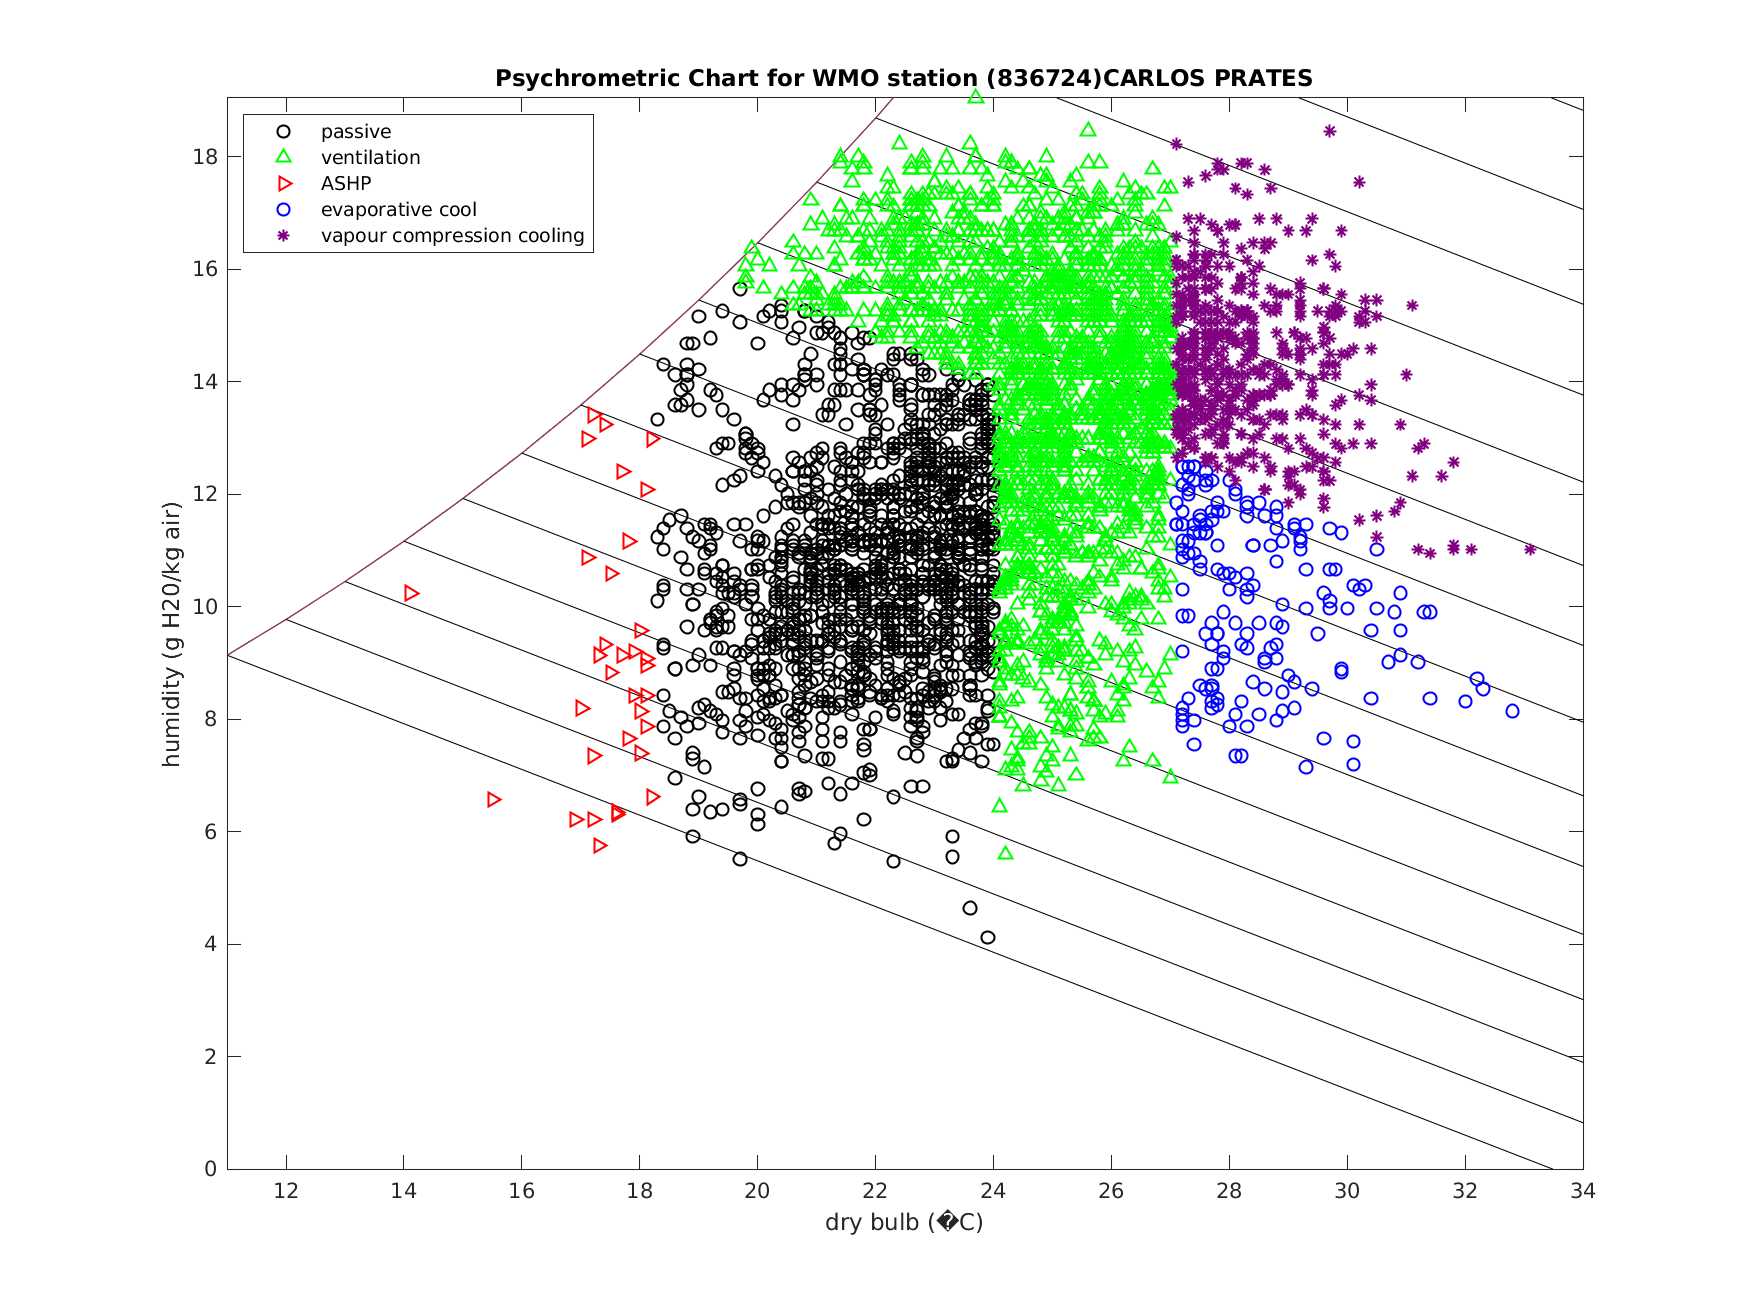 Psychrometric Chart for WMO station (836724)CARLOS PRATES
passive
ventilation
ASHP
evaporative cool
vapour compression cooling
humidity (g H20/kg air)
18
16
14
12
10
8
6
4
2
0
12 14 16 18 20 22 24 26 28 30 32 34
dry bulb (�C)